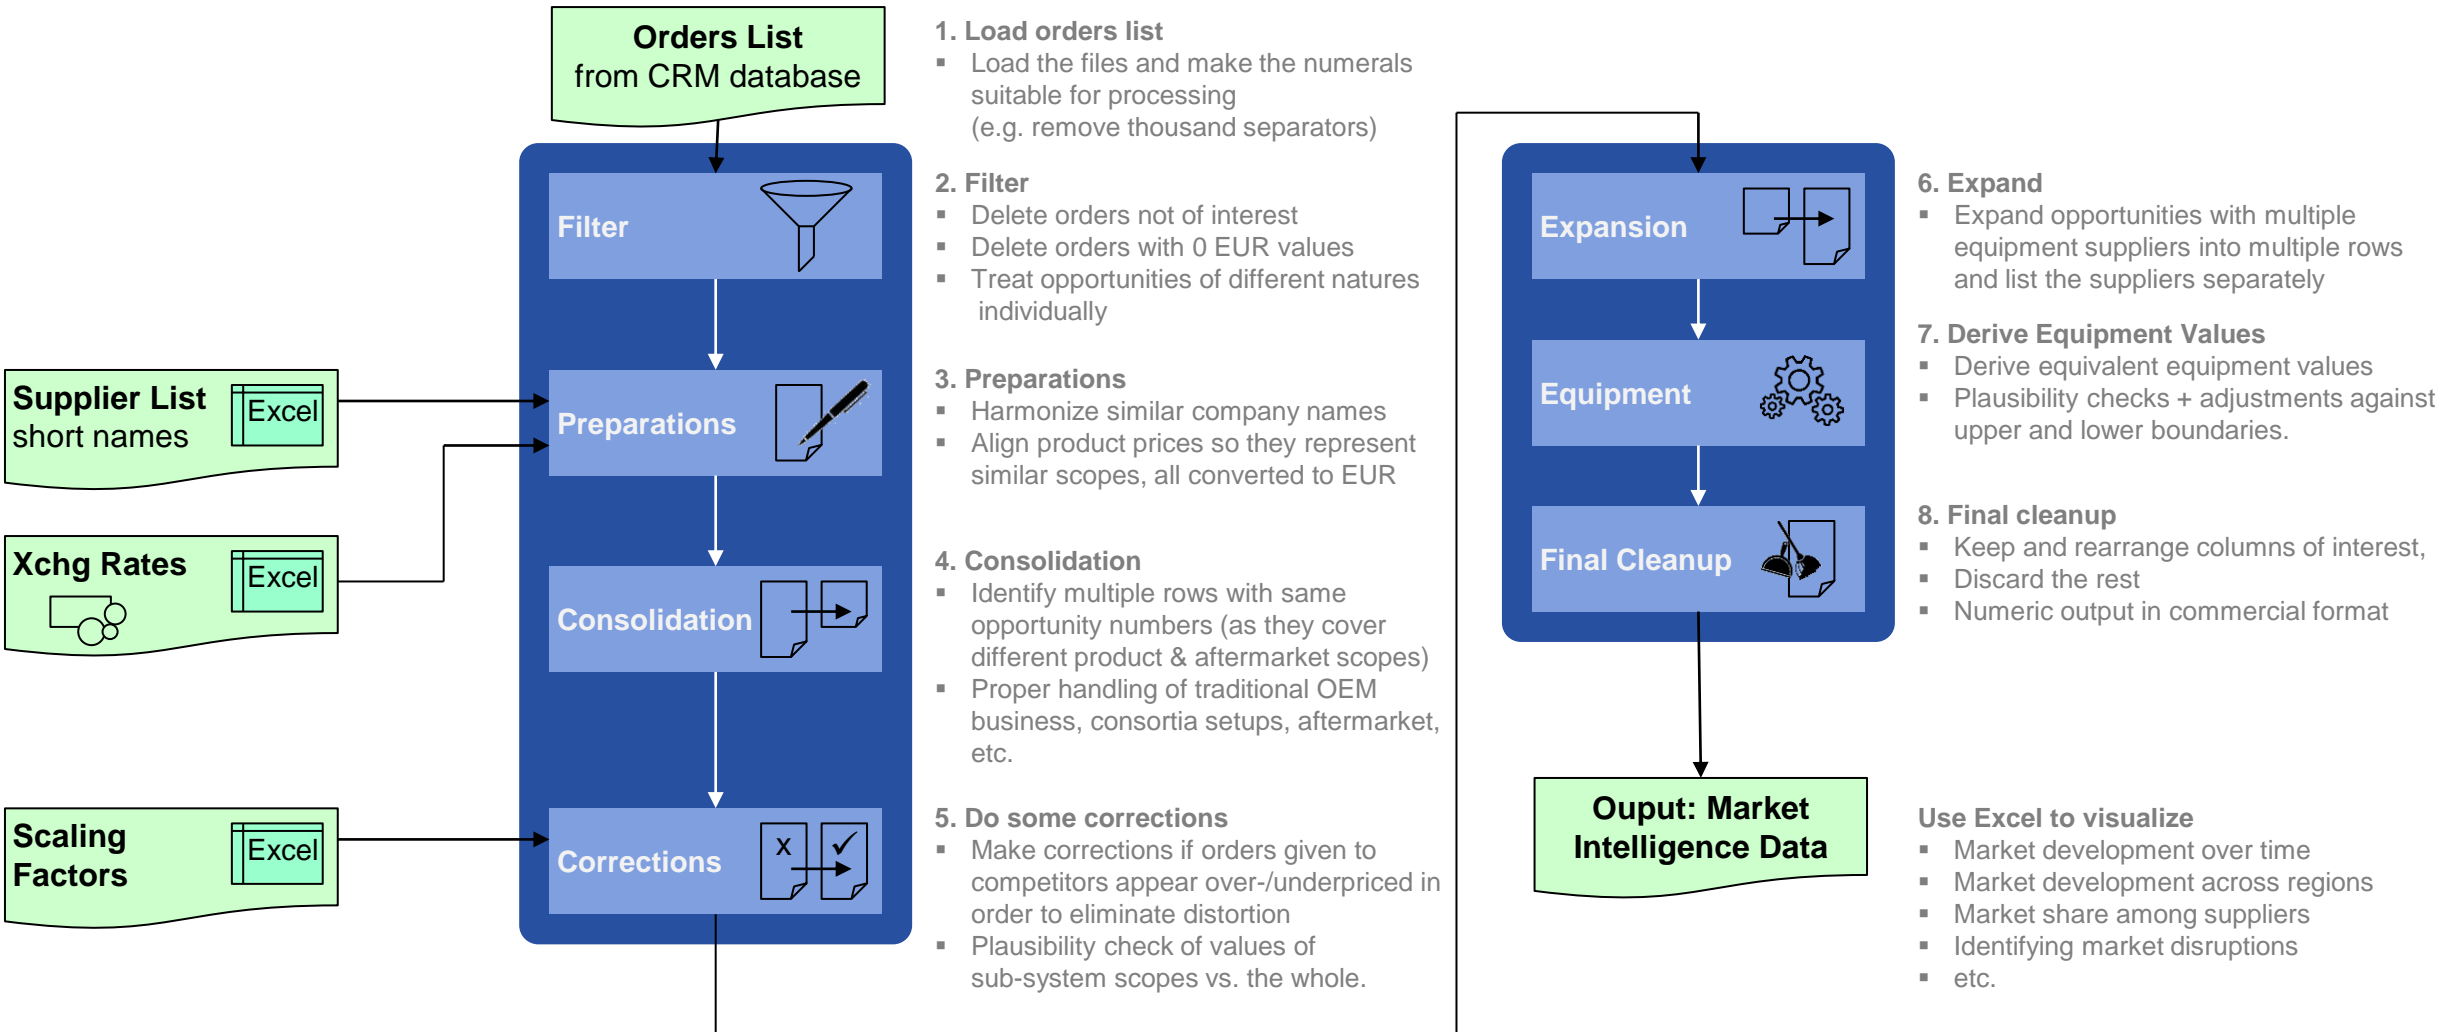 Orders List
from CRM database
Filter
Supplier List
short names
Excel
Preparations
Xchg Rates
Excel
Consolidation
Scaling
Factors
Excel
Corrections
X
1. Load orders list
▪ Load the files and make the numerals
suitable for processing
(e.g. remove thousand separators)
2. Filter
▪ Delete orders not of interest
▪ Delete orders with 0 EUR values
▪ Treat opportunities of different natures
individually
3. Preparations
▪ Harmonize similar company names
▪ Align product prices so they represent
similar scopes, all converted to EUR
4. Consolidation
▪ Identify multiple rows with same
opportunity numbers (as they cover
different product & aftermarket scopes)
▪ Proper handling of traditional OEM
business, consortia setups, aftermarket,
etc.
5. Do some corrections
▪ Make corrections if orders given to
competitors appear over-/underpriced in
order to eliminate distortion
▪ Plausibility check of values of
sub-system scopes vs. the whole.
Expansion
Equipment
Final Cleanup
Ouput: Market
Intelligence Data
6. Expand
▪ Expand opportunities with multiple
equipment suppliers into multiple rows
and list the suppliers separately
7. Derive Equipment Values
▪ Derive equivalent equipment values
▪ Plausibility checks + adjustments against
upper and lower boundaries.
8. Final cleanup
▪ Keep and rearrange columns of interest,
▪ Discard the rest
▪ Numeric output in commercial format
Use Excel to visualize
▪ Market development over time
▪ Market development across regions
▪ Market share among suppliers
▪ Identifying market disruptions
▪ etc.